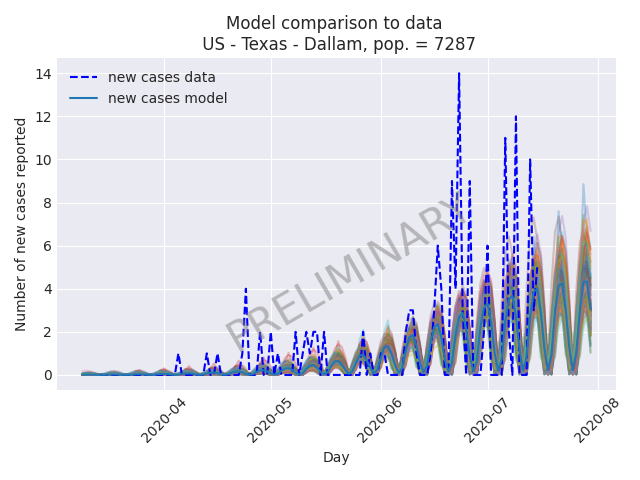 Model comparison to data
US - Texas - Dallam, pop. = 7287
new cases data
new cases model
PRELIMINARY
Number of new cases reported
14
12
10
8
6
4
2
0
2020-04
2020-05
2020-06
2020-07
2020-08
Day